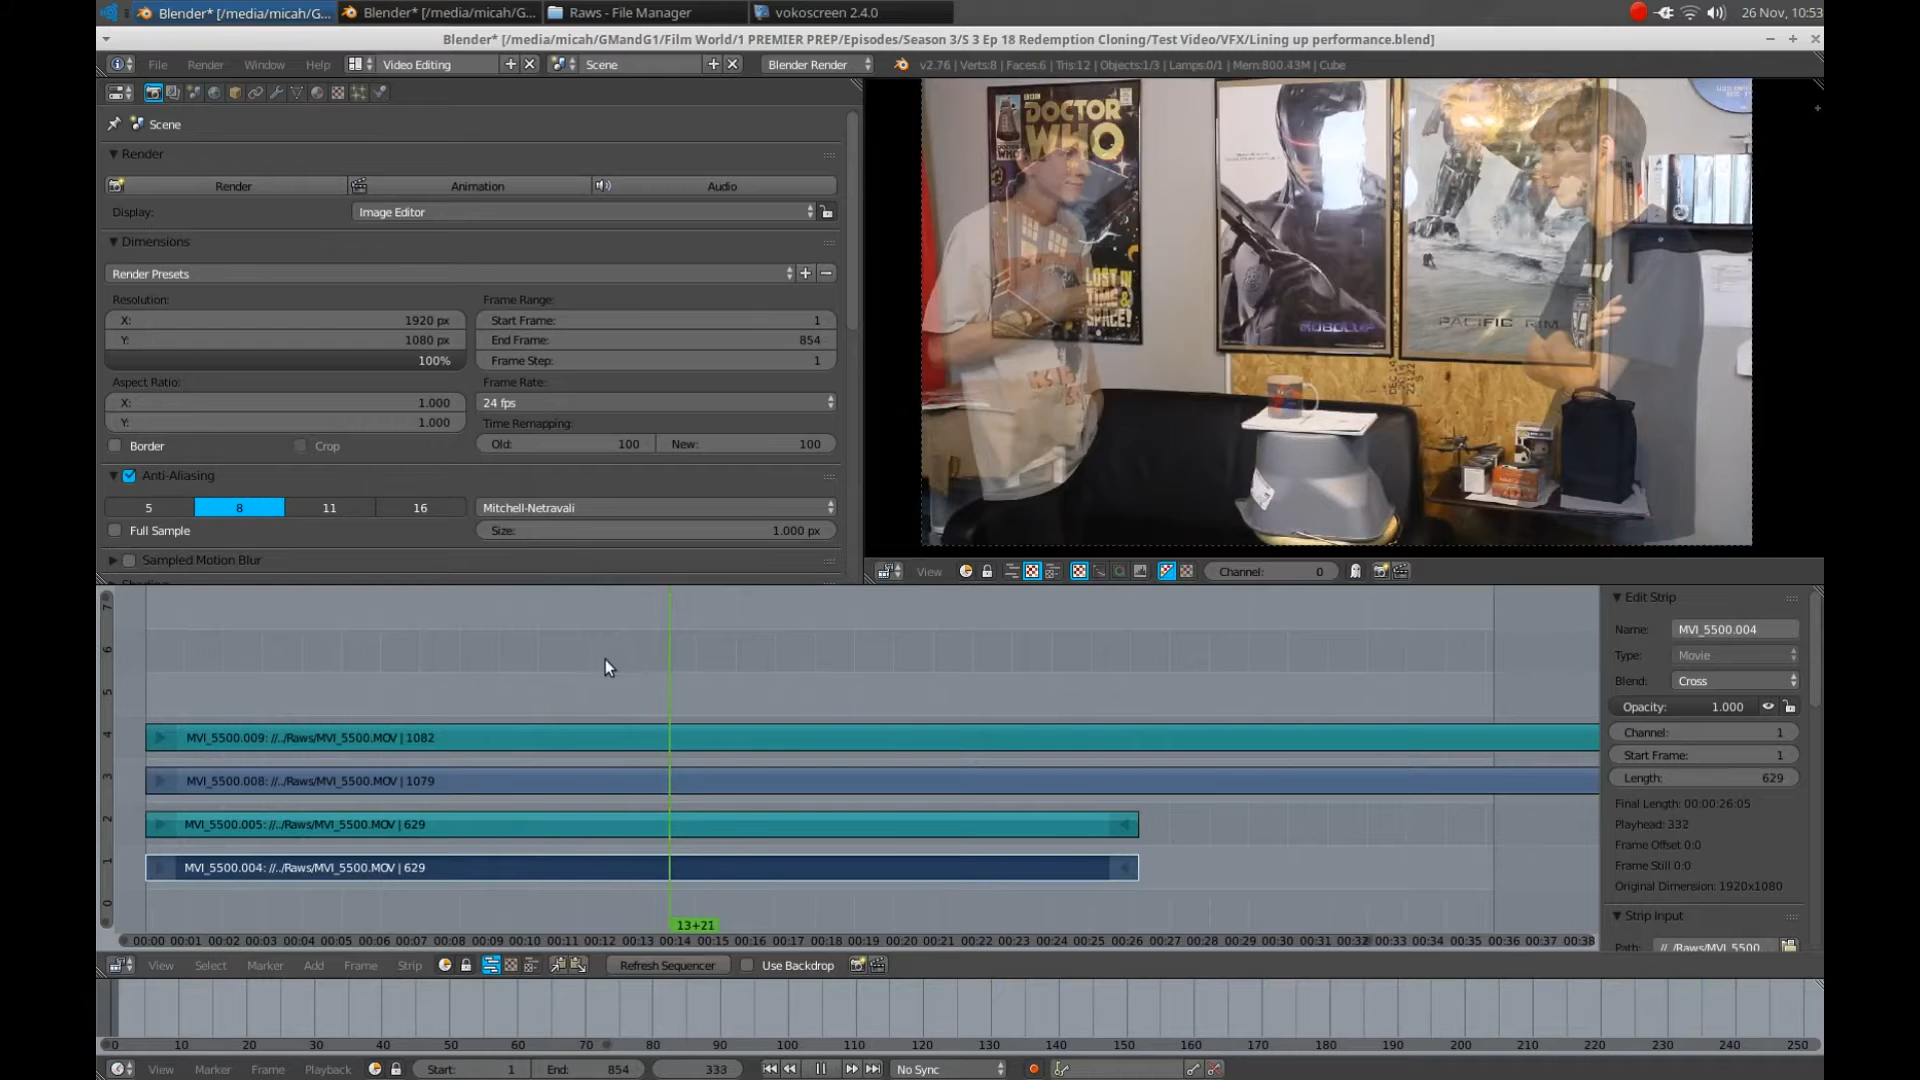 Blender* [/media/micah/G...
Blender* [/media/micah/G...
Raws - File Manager
vokoscreen 2.4.0
26 Nov, 10:53
Blender* [/media/micah/GMandG1/Film World/1 PREMIER PREP/Episodes/Season 3/S 3 Ep 18 Redemption Cloning/Test Video/VFX/Lining up performance.blend]
File Render Window Help Video Editing Scene Blender Render v2.76 | Verts:8 | Faces:6 | Tris:12 | Objects:1/3 | Lamps:0/1 | Mem:800.43M | Cube
Scene
Render
Render Animation Audio
Display: Image Editor
Dimensions
Render Presets
Resolution: Frame Range:
X: 1920 px Start Frame: 1
Y: 1080 px End Frame: 854
100% Frame Step: 1
Aspect Ratio: Frame Rate:
X: 1.000 24 fps
Y: 1.000 Time Remapping:
Border Crop Old: 100 New: 100
Anti-Aliasing
5 8 11 16 Mitchell-Netravali
Full Sample Size: 1.000 px
Sampled Motion Blur
DOCTOR
WHO
LOST IN
TIME &
SPACE!
ROBOCOP
PACIFIC RIM
View Channel: 0
7
6
5
4
3
2
1
0
MVI_5500.009: //../Raws/MVI_5500.MOV | 1082
MVI_5500.008: //../Raws/MVI_5500.MOV | 1079
MVI_5500.005: //../Raws/MVI_5500.MOV | 629
MVI_5500.004: //../Raws/MVI_5500.MOV | 629
13+21
00:00 00:01 00:02 00:03 00:04 00:05 00:06 00:07 00:08 00:09 00:10 00:11 00:12 00:13 00:14 00:15 00:16 00:17 00:18 00:19 00:20 00:21 00:22 00:23 00:24 00:25 00:26 00:27 00:28 00:29 00:30 00:31 00:32 00:33 00:34 00:35 00:36 00:37 00:38
Edit Strip
Name: MVI_5500.004
Type: Movie
Blend: Cross
Opacity: 1.000
Channel: 1
Start Frame: 1
Length: 629
Final Length: 00:00:26:05
Playhead: 332
Frame Offset 0:0
Frame Still 0:0
Original Dimension: 1920x1080
Strip Input
Path: //../Raws/MVI_5500...
View Select Marker Add Frame Strip Refresh Sequencer Use Backdrop
0 10 20 30 40 50 60 70 80 90 100 110 120 130 140 150 160 170 180 190 200 210 220 230 240 250
View Marker Frame Playback Start: 1 End: 854 333 No Sync